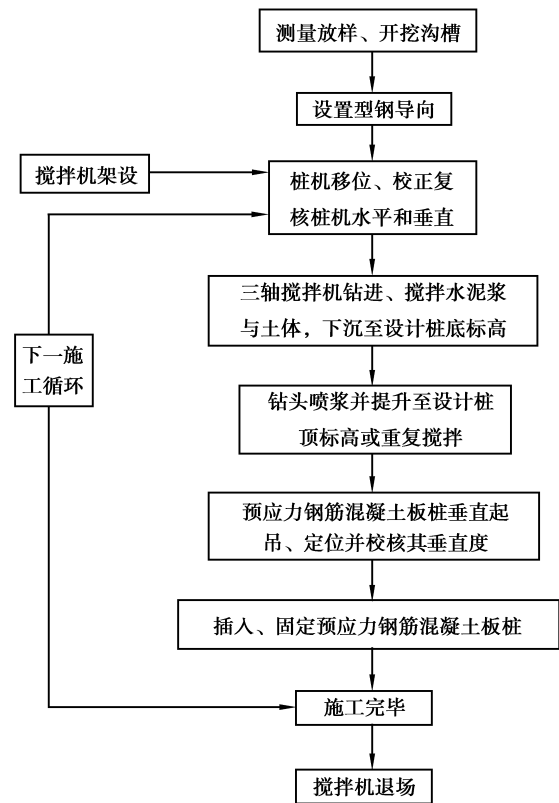 测量放样、开挖沟槽
设置型钢导向
搅拌机架设
桩机移位、校正复
核桩机水平和垂直
三轴搅拌机钻进、搅拌水泥浆
与土体，下沉至设计桩底标高
下一施
工循环
钻头喷浆并提升至设计桩
顶标高或重复搅拌
预应力钢筋混凝土板桩垂直起
吊、定位并校核其垂直度
插入、固定预应力钢筋混凝土板桩
施工完毕
搅拌机退场